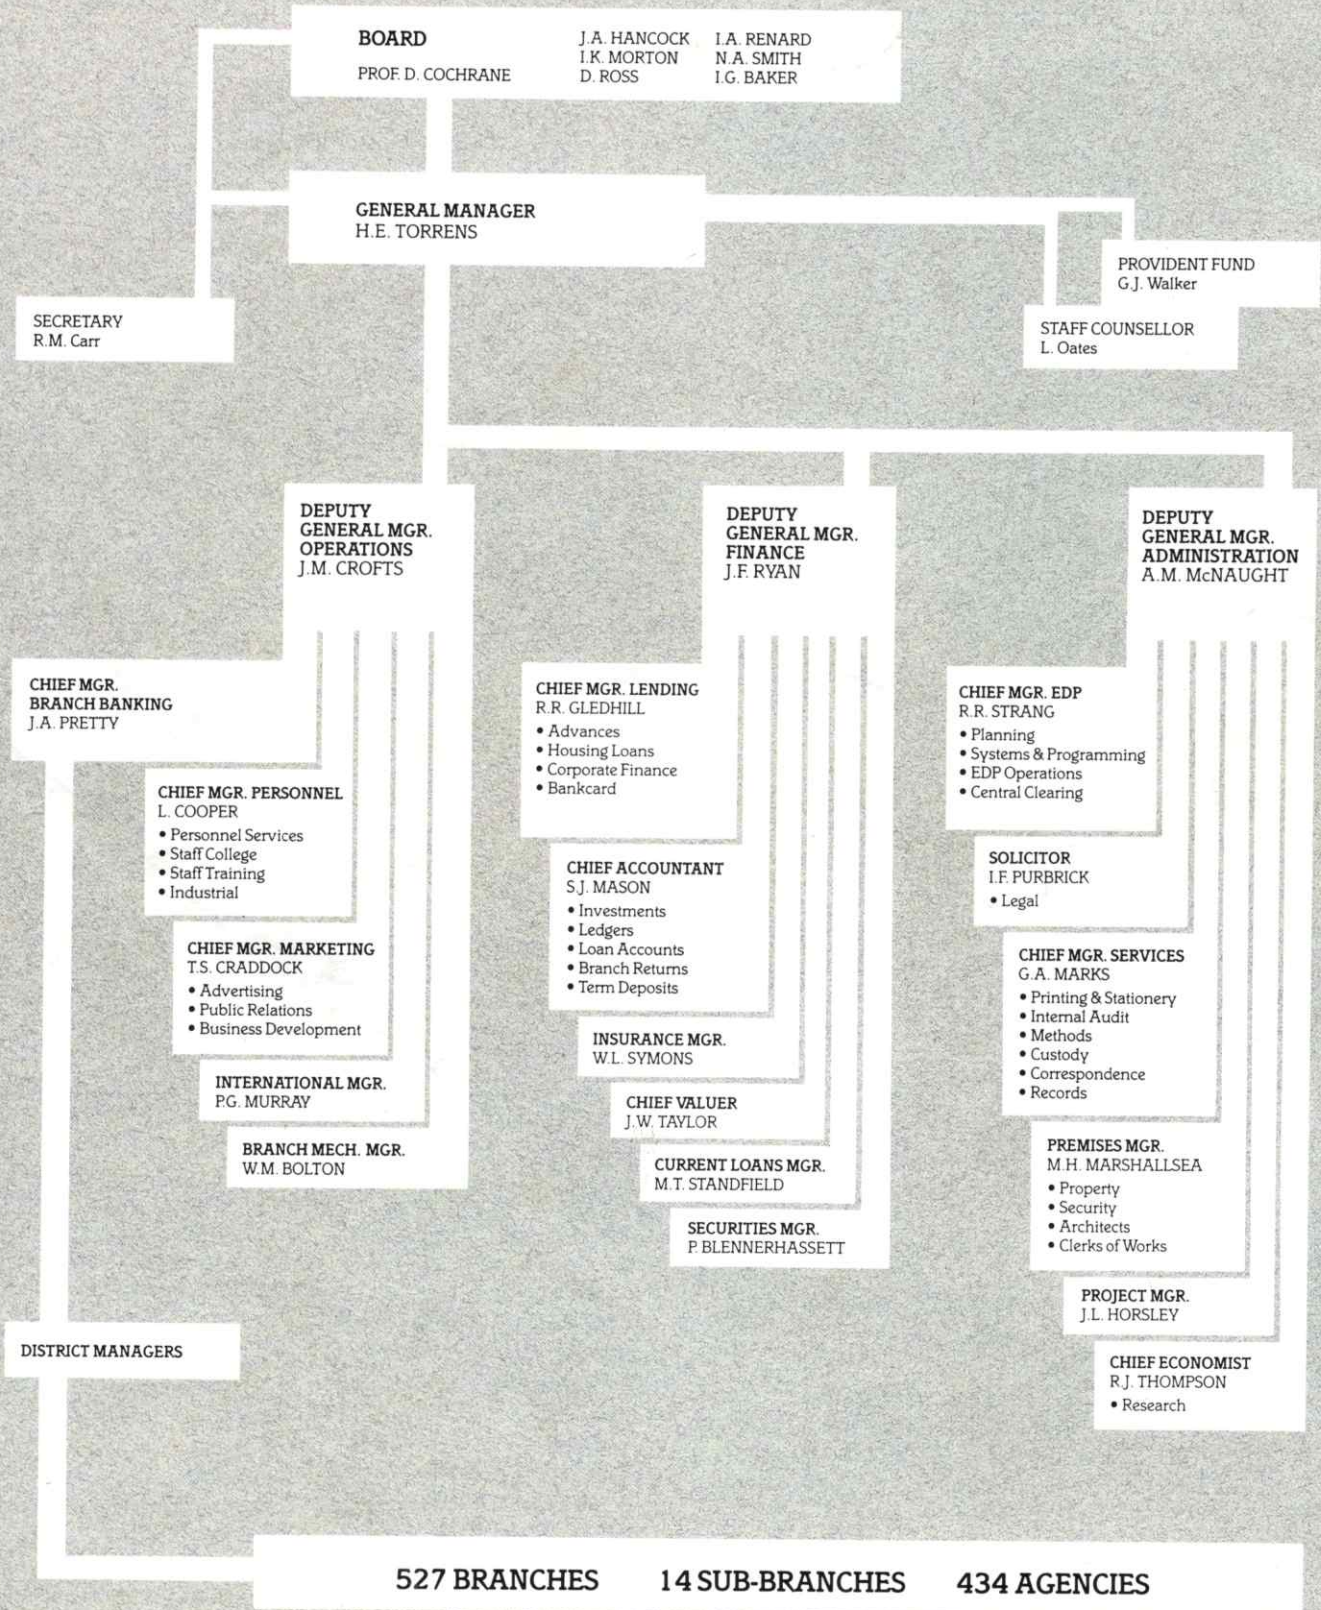 BOARD
PROF. D. COCHRANE
J.A. HANCOCK
I.K. MORTON
D. ROSS
I.A. RENARD
N.A. SMITH
I.G. BAKER
GENERAL MANAGER
H.E. TORRENS
PROVIDENT FUND
G.J. Walker
SECRETARY
R.M. Carr
STAFF COUNSELLOR
L. Oates
DEPUTY
GENERAL MGR.
OPERATIONS
J.M. CROFTS
CHIEF MGR.
BRANCH BANKING
J.A. PRETTY
CHIEF MGR. PERSONNEL
L. COOPER
• Personnel Services
• Staff College
• Staff Training
• Industrial
CHIEF MGR. MARKETING
T.S. CRADDOCK
• Advertising
• Public Relations
• Business Development
INTERNATIONAL MGR.
P.G. MURRAY
BRANCH MECH. MGR.
W.M. BOLTON
DISTRICT MANAGERS
DEPUTY
GENERAL MGR.
FINANCE
J.F. RYAN
CHIEF MGR. LENDING
R.R. GLEDHILL
• Advances
• Housing Loans
• Corporate Finance
• Bankcard
CHIEF ACCOUNTANT
S.J. MASON
• Investments
• Ledgers
• Loan Accounts
• Branch Returns
• Term Deposits
INSURANCE MGR.
W.L. SYMONS
CHIEF VALUER
J.W. TAYLOR
CURRENT LOANS MGR.
M.T. STANDFIELD
SECURITIES MGR.
P. BLENNERHASSETT
DEPUTY
GENERAL MGR.
ADMINISTRATION
A.M. McNAUGHT
CHIEF MGR. EDP
R.R. STRANG
• Planning
• Systems & Programming
• EDP Operations
• Central Clearing
SOLICITOR
I.F. PURBRICK
• Legal
CHIEF MGR. SERVICES
G.A. MARKS
• Printing & Stationery
• Internal Audit
• Methods
• Custody
• Correspondence
• Records
PREMISES MGR.
M.H. MARSHALLSEA
• Property
• Security
• Architects
• Clerks of Works
PROJECT MGR.
J.L. HORSLEY
CHIEF ECONOMIST
R.J. THOMPSON
• Research
527 BRANCHES 14 SUB-BRANCHES 434 AGENCIES